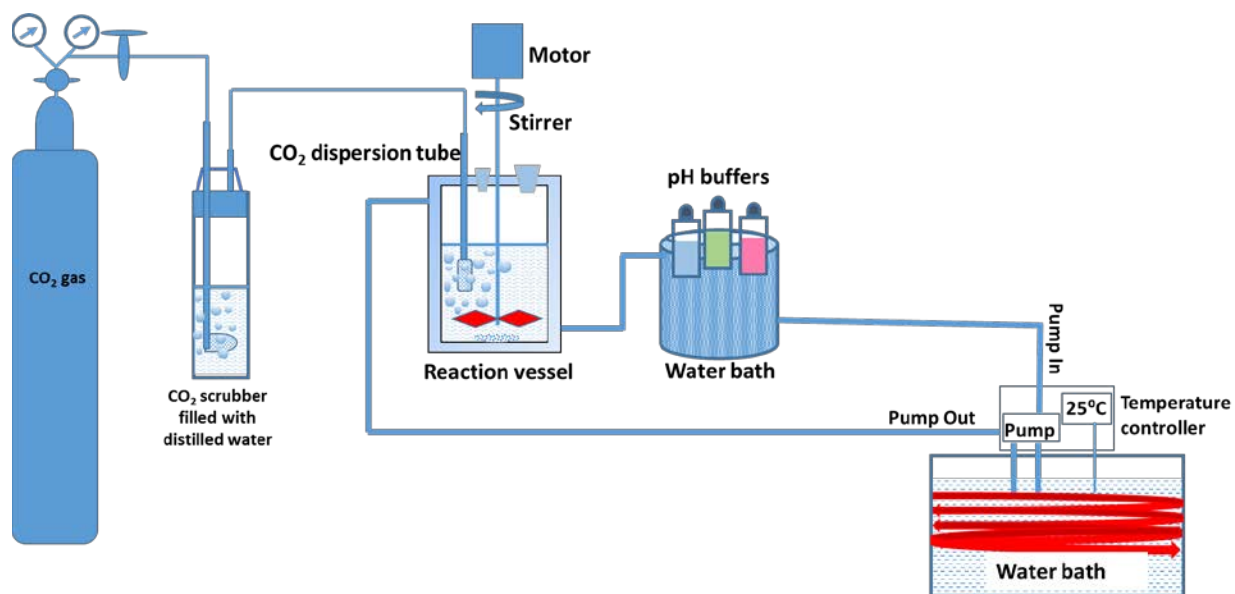 Motor
Stirrer
CO₂ dispersion tube
pH buffers
CO₂ gas
Reaction vessel
Water bath
CO₂ scrubber
filled with
distilled water
Pump In
Pump Out
Pump
25⁰C
Temperature
controller
Water bath